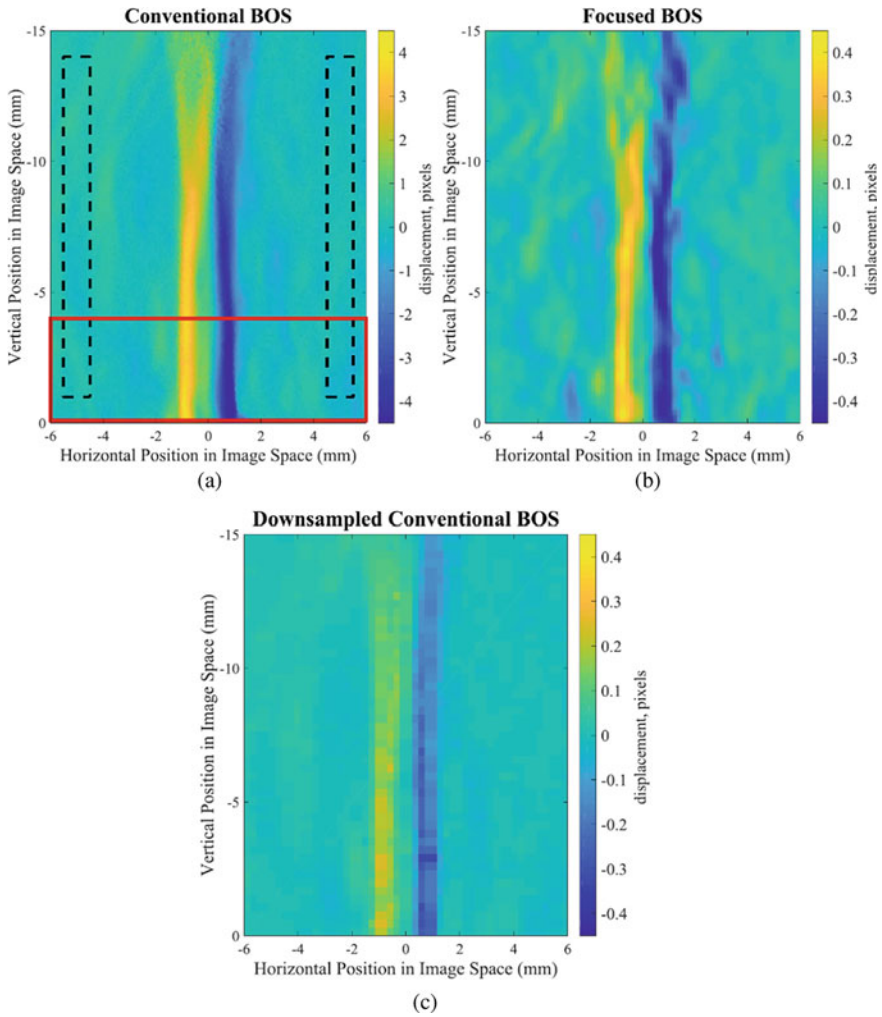 Conventional BOS
-15
-10
-5
0
Vertical Position in Image Space (mm)
-6 -4 -2 0 2 4 6
Horizontal Position in Image Space (mm)
4
3
2
1
0
-1
-2
-3
-4
displacement, pixels
(a)
Focused BOS
-15
-10
-5
0
Vertical Position in Image Space (mm)
-6 -4 -2 0 2 4 6
Horizontal Position in Image Space (mm)
0.4
0.3
0.2
0.1
0
-0.1
-0.2
-0.3
-0.4
displacement, pixels
(b)
Downsampled Conventional BOS
-15
-10
-5
0
Vertical Position in Image Space (mm)
-6 -4 -2 0 2 4 6
Horizontal Position in Image Space (mm)
0.4
0.3
0.2
0.1
0
-0.1
-0.2
-0.3
-0.4
displacement, pixels
(c)